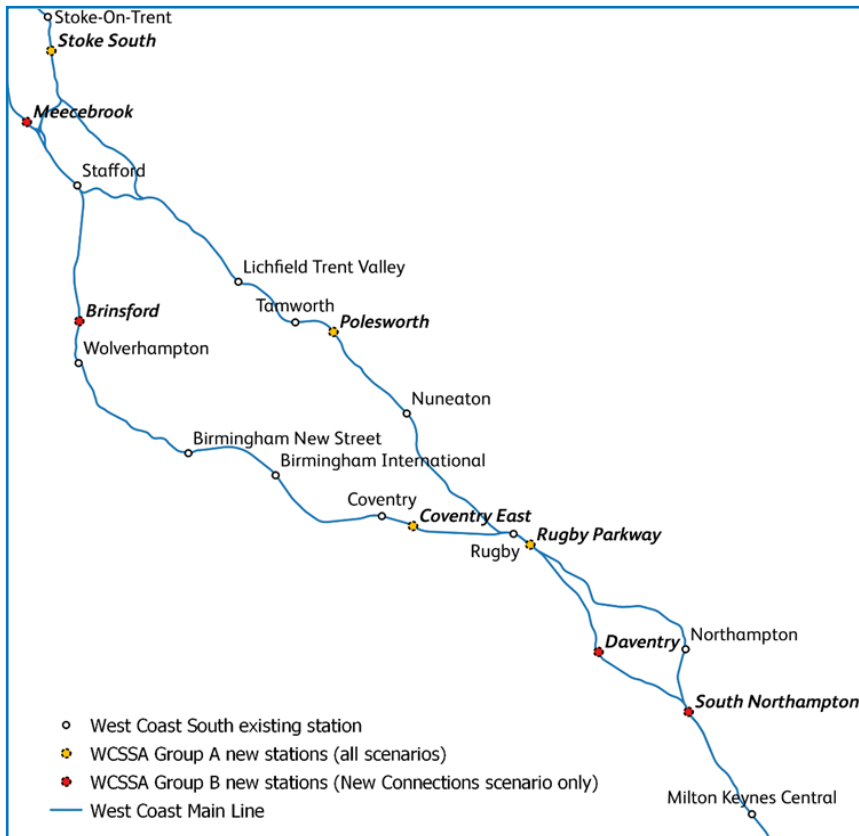 Stoke-On-Trent
Stoke South
Meecebrook
Stafford
Lichfield Trent Valley
Tamworth
Brinsford
Polesworth
Wolverhampton
Nuneaton
Birmingham New Street
Birmingham International
Coventry
Coventry East
Rugby Parkway
Rugby
Northampton
Daventry
South Northampton
West Coast South existing station
WCSSA Group A new stations (all scenarios)
WCSSA Group B new stations (New Connections scenario only)
Milton Keynes Central
West Coast Main Line